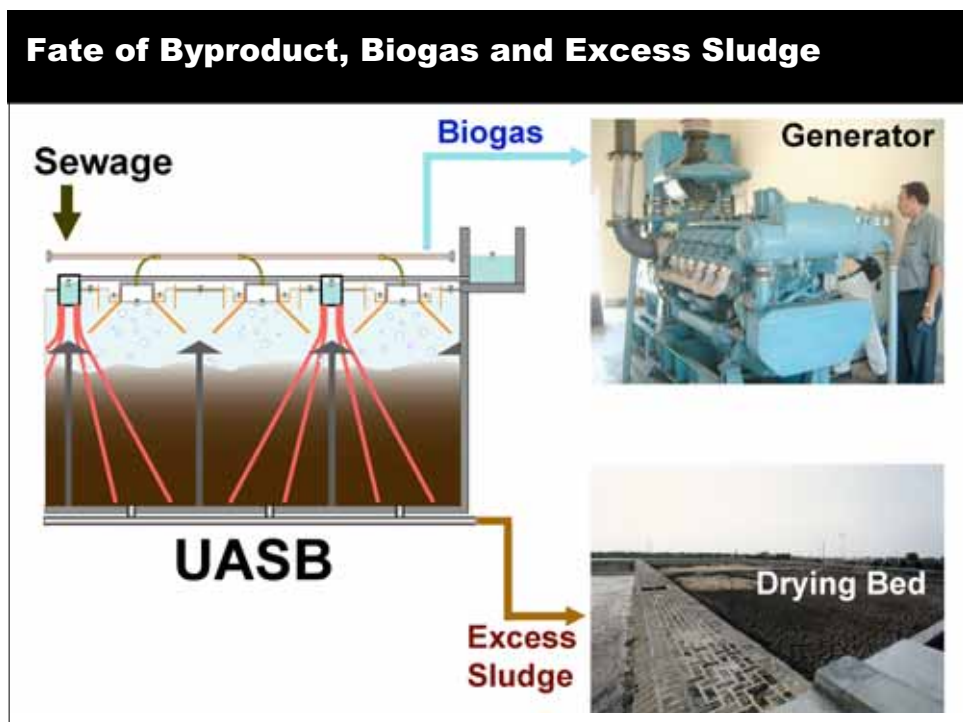 Fate of Byproduct, Biogas and Excess Sludge
Biogas
Generator
Sewage
UASB
Drying Bed
Excess
Sludge